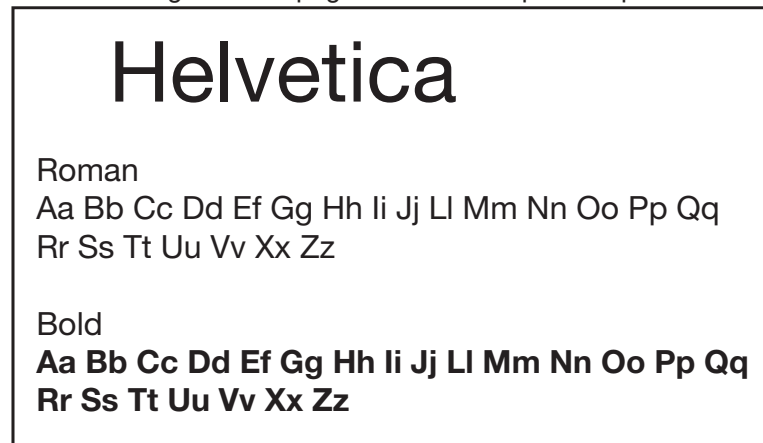 Helvetica
Roman
Aa Bb Cc Dd Ef Gg Hh Ii Jj Ll Mm Nn Oo Pp Qq
Rr Ss Tt Uu Vv Xx Zz
Bold
Aa Bb Cc Dd Ef Gg Hh Ii Jj Ll Mm Nn Oo Pp Qq
Rr Ss Tt Uu Vv Xx Zz